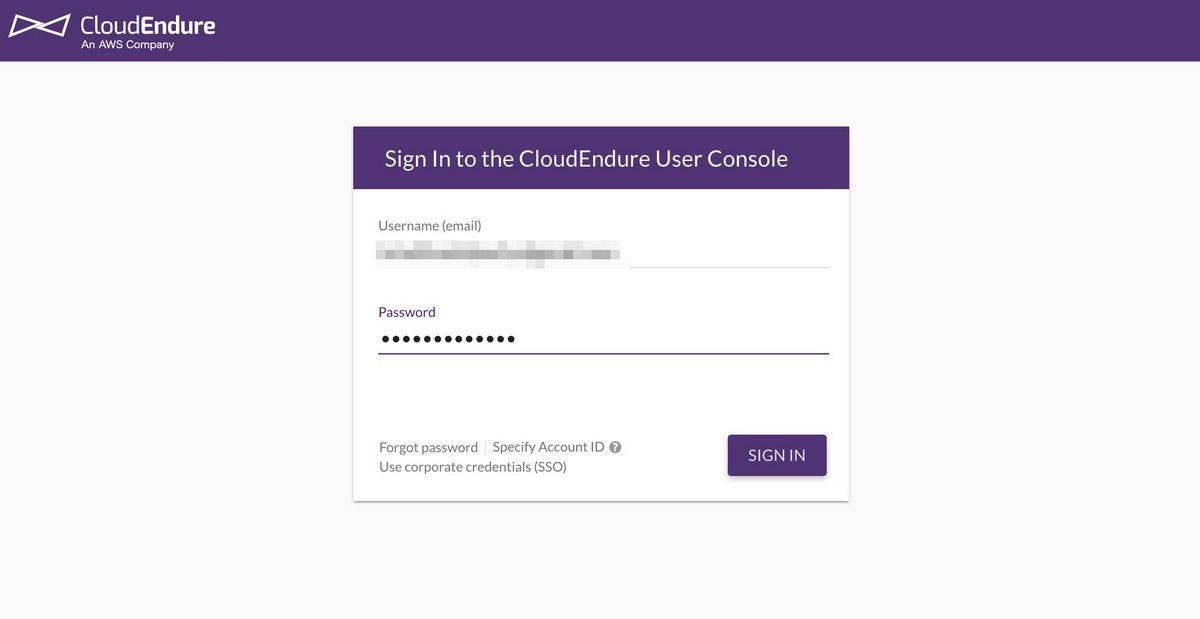 CloudEndure
An AWS Company
Sign In to the CloudEndure User Console
Username (email)
Password
Forgot password | Specify Account ID ?
Use corporate credentials (SSO)
SIGN IN